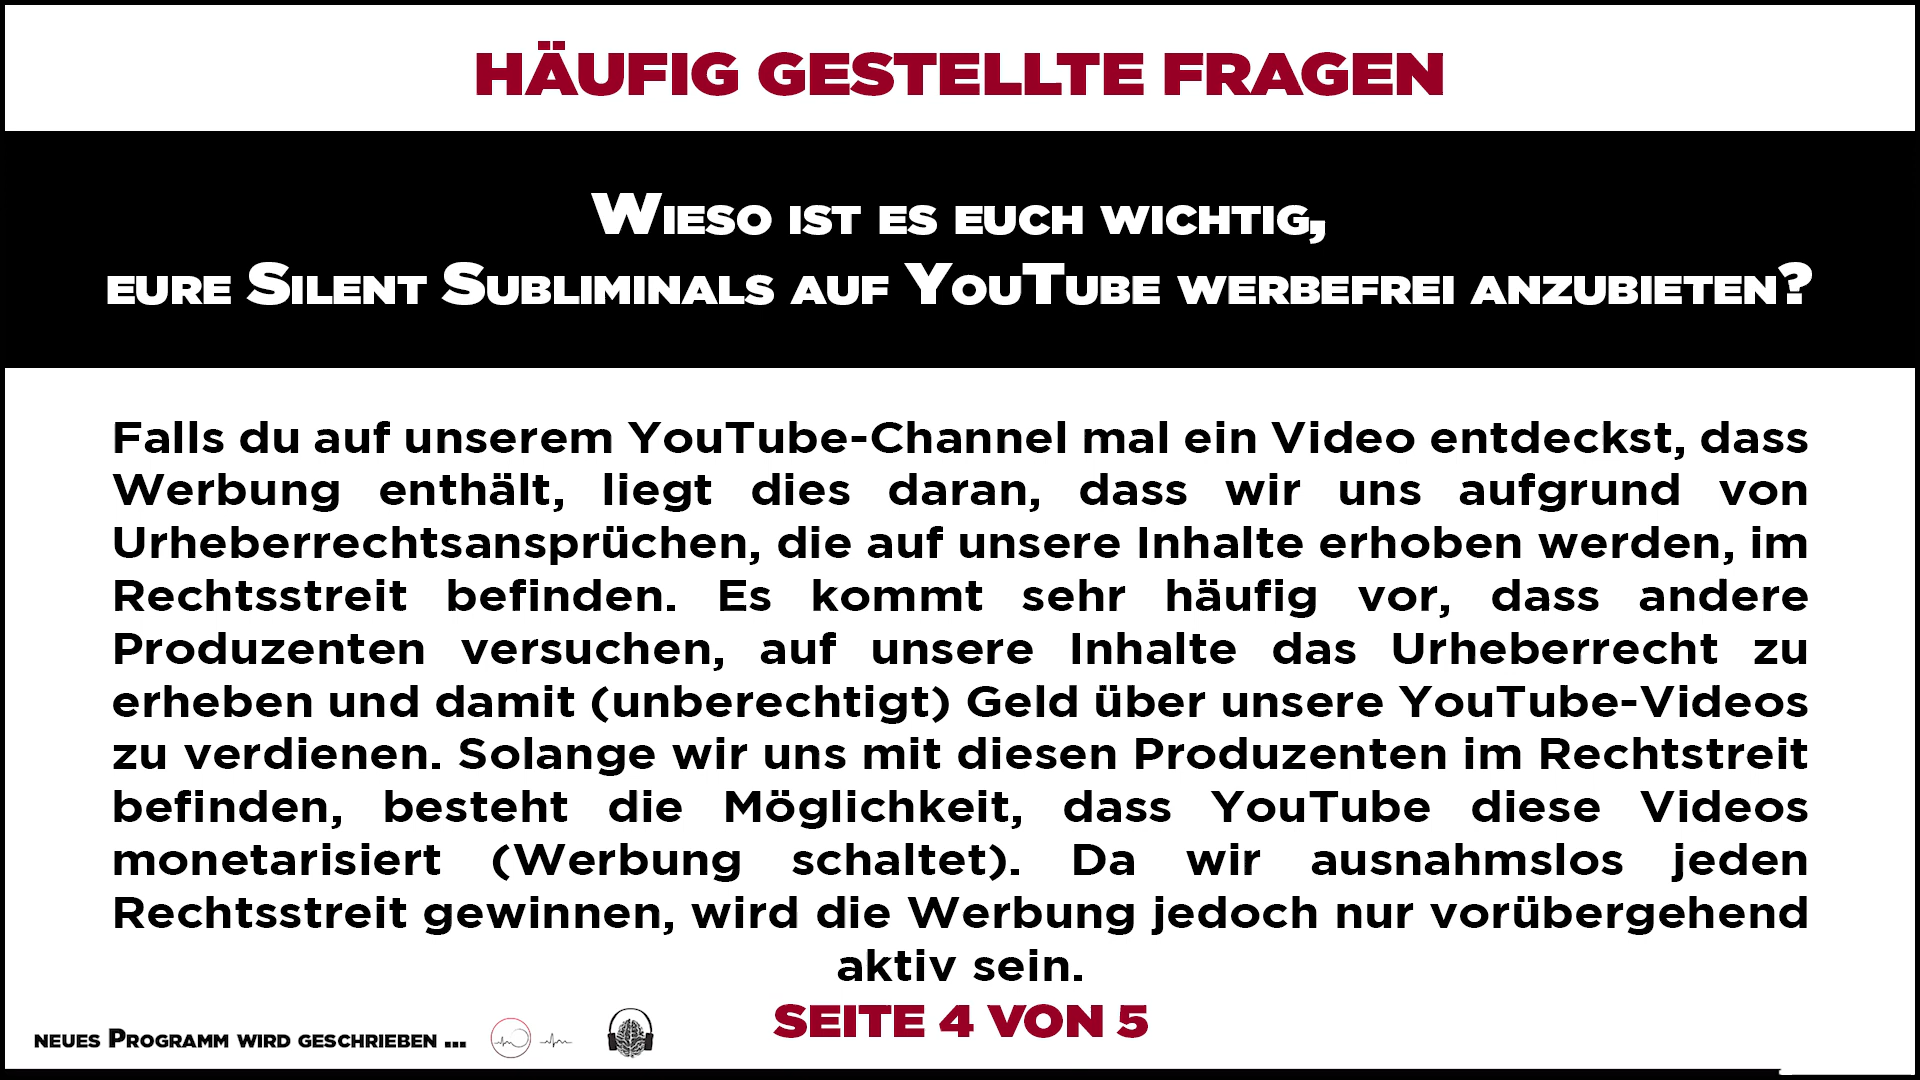 HÄUFIG GESTELLTE FRAGEN
Wieso ist es euch wichtig,
eure Silent Subliminals auf YouTube werbefrei anzubieten?
Falls du auf unserem YouTube-Channel mal ein Video entdeckst, dass
Werbung enthält, liegt dies daran, dass wir uns aufgrund von
Urheberrechtsansprüchen, die auf unsere Inhalte erhoben werden, im
Rechtsstreit befinden. Es kommt sehr häufig vor, dass andere
Produzenten versuchen, auf unsere Inhalte das Urheberrecht zu
erheben und damit (unberechtigt) Geld über unsere YouTube-Videos
zu verdienen. Solange wir uns mit diesen Produzenten im Rechtstreit
befinden, besteht die Möglichkeit, dass YouTube diese Videos
monetarisiert (Werbung schaltet). Da wir ausnahmslos jeden
Rechtsstreit gewinnen, wird die Werbung jedoch nur vorübergehend
aktiv sein.
SEITE 4 VON 5
neues Programm wird geschrieben ...